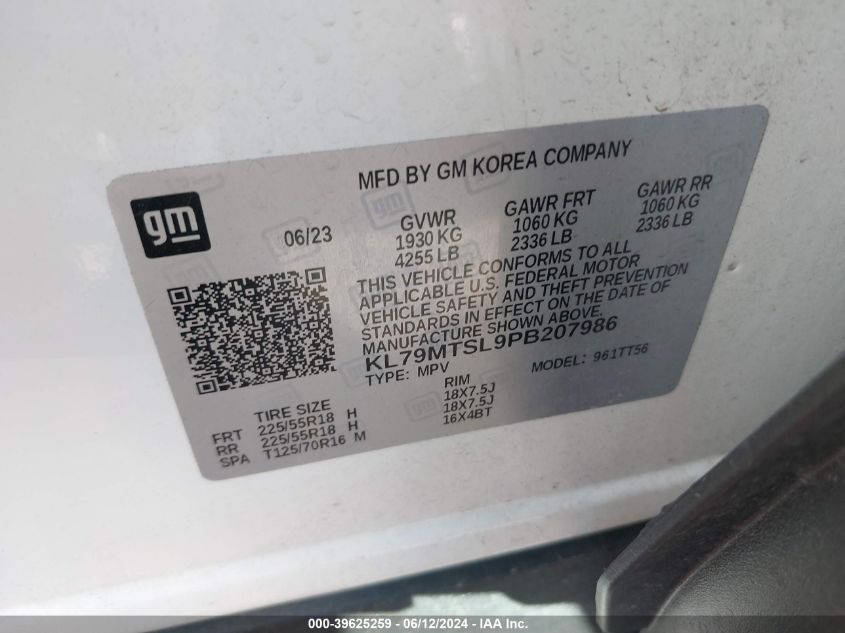 MFD BY GM KOREA COMPANY
gm
06/23
GVWR GAWR FRT GAWR RR
1930 KG 1060 KG 1060 KG
4255 LB 2336 LB 2336 LB
THIS VEHICLE CONFORMS TO ALL
APPLICABLE U.S. FEDERAL MOTOR
VEHICLE SAFETY AND THEFT PREVENTION
STANDARDS IN EFFECT ON THE DATE OF
MANUFACTURE SHOWN ABOVE.
KL79MTSL9PB207986
TYPE: MPV MODEL: 961TT56
TIRE SIZE RIM
FRT 225/55R18 H 18X7.5J
RR 225/55R18 H 18X7.5J
SPA T125/70R16 M 16X4BT
000-39625259 - 06/12/2024 - IMPACT SL.